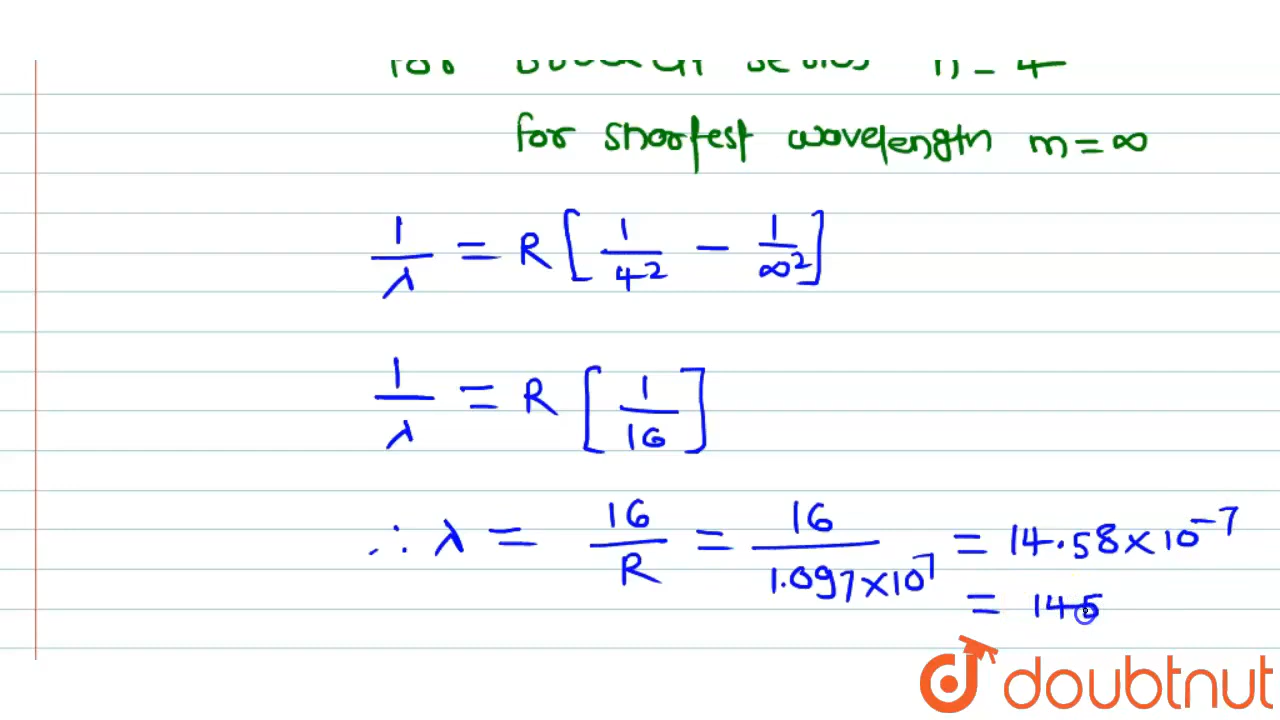 for shortest wavelength m = ∞
1/λ = R [ 1/4² − 1/∞² ]
1/λ = R [ 1/16 ]
∴ λ = 16/R = 16/1.097×10⁷ = 14.58×10⁻⁷
= 145
doubtnut